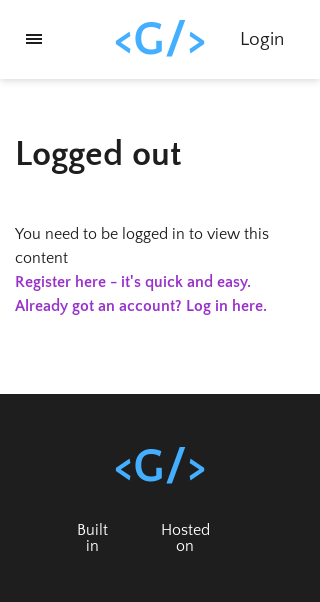 <G/>
Login
Logged out
You need to be logged in to view this
content
Register here - it's quick and easy.
Already got an account? Log in here.
<G/>
Built
in
Hosted
on